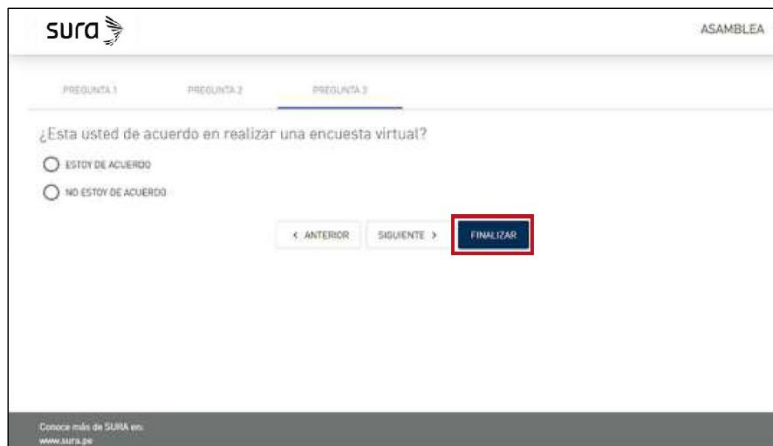 sura
ASAMBLEA
PREGUNTA 1
PREGUNTA 2
PREGUNTA 3
¿Esta usted de acuerdo en realizar una encuesta virtual?
ESTOY DE ACUERDO
NO ESTOY DE ACUERDO
< ANTERIOR
SIGUIENTE >
FINALIZAR
Conoce más de SURA en:
www.sura.pe